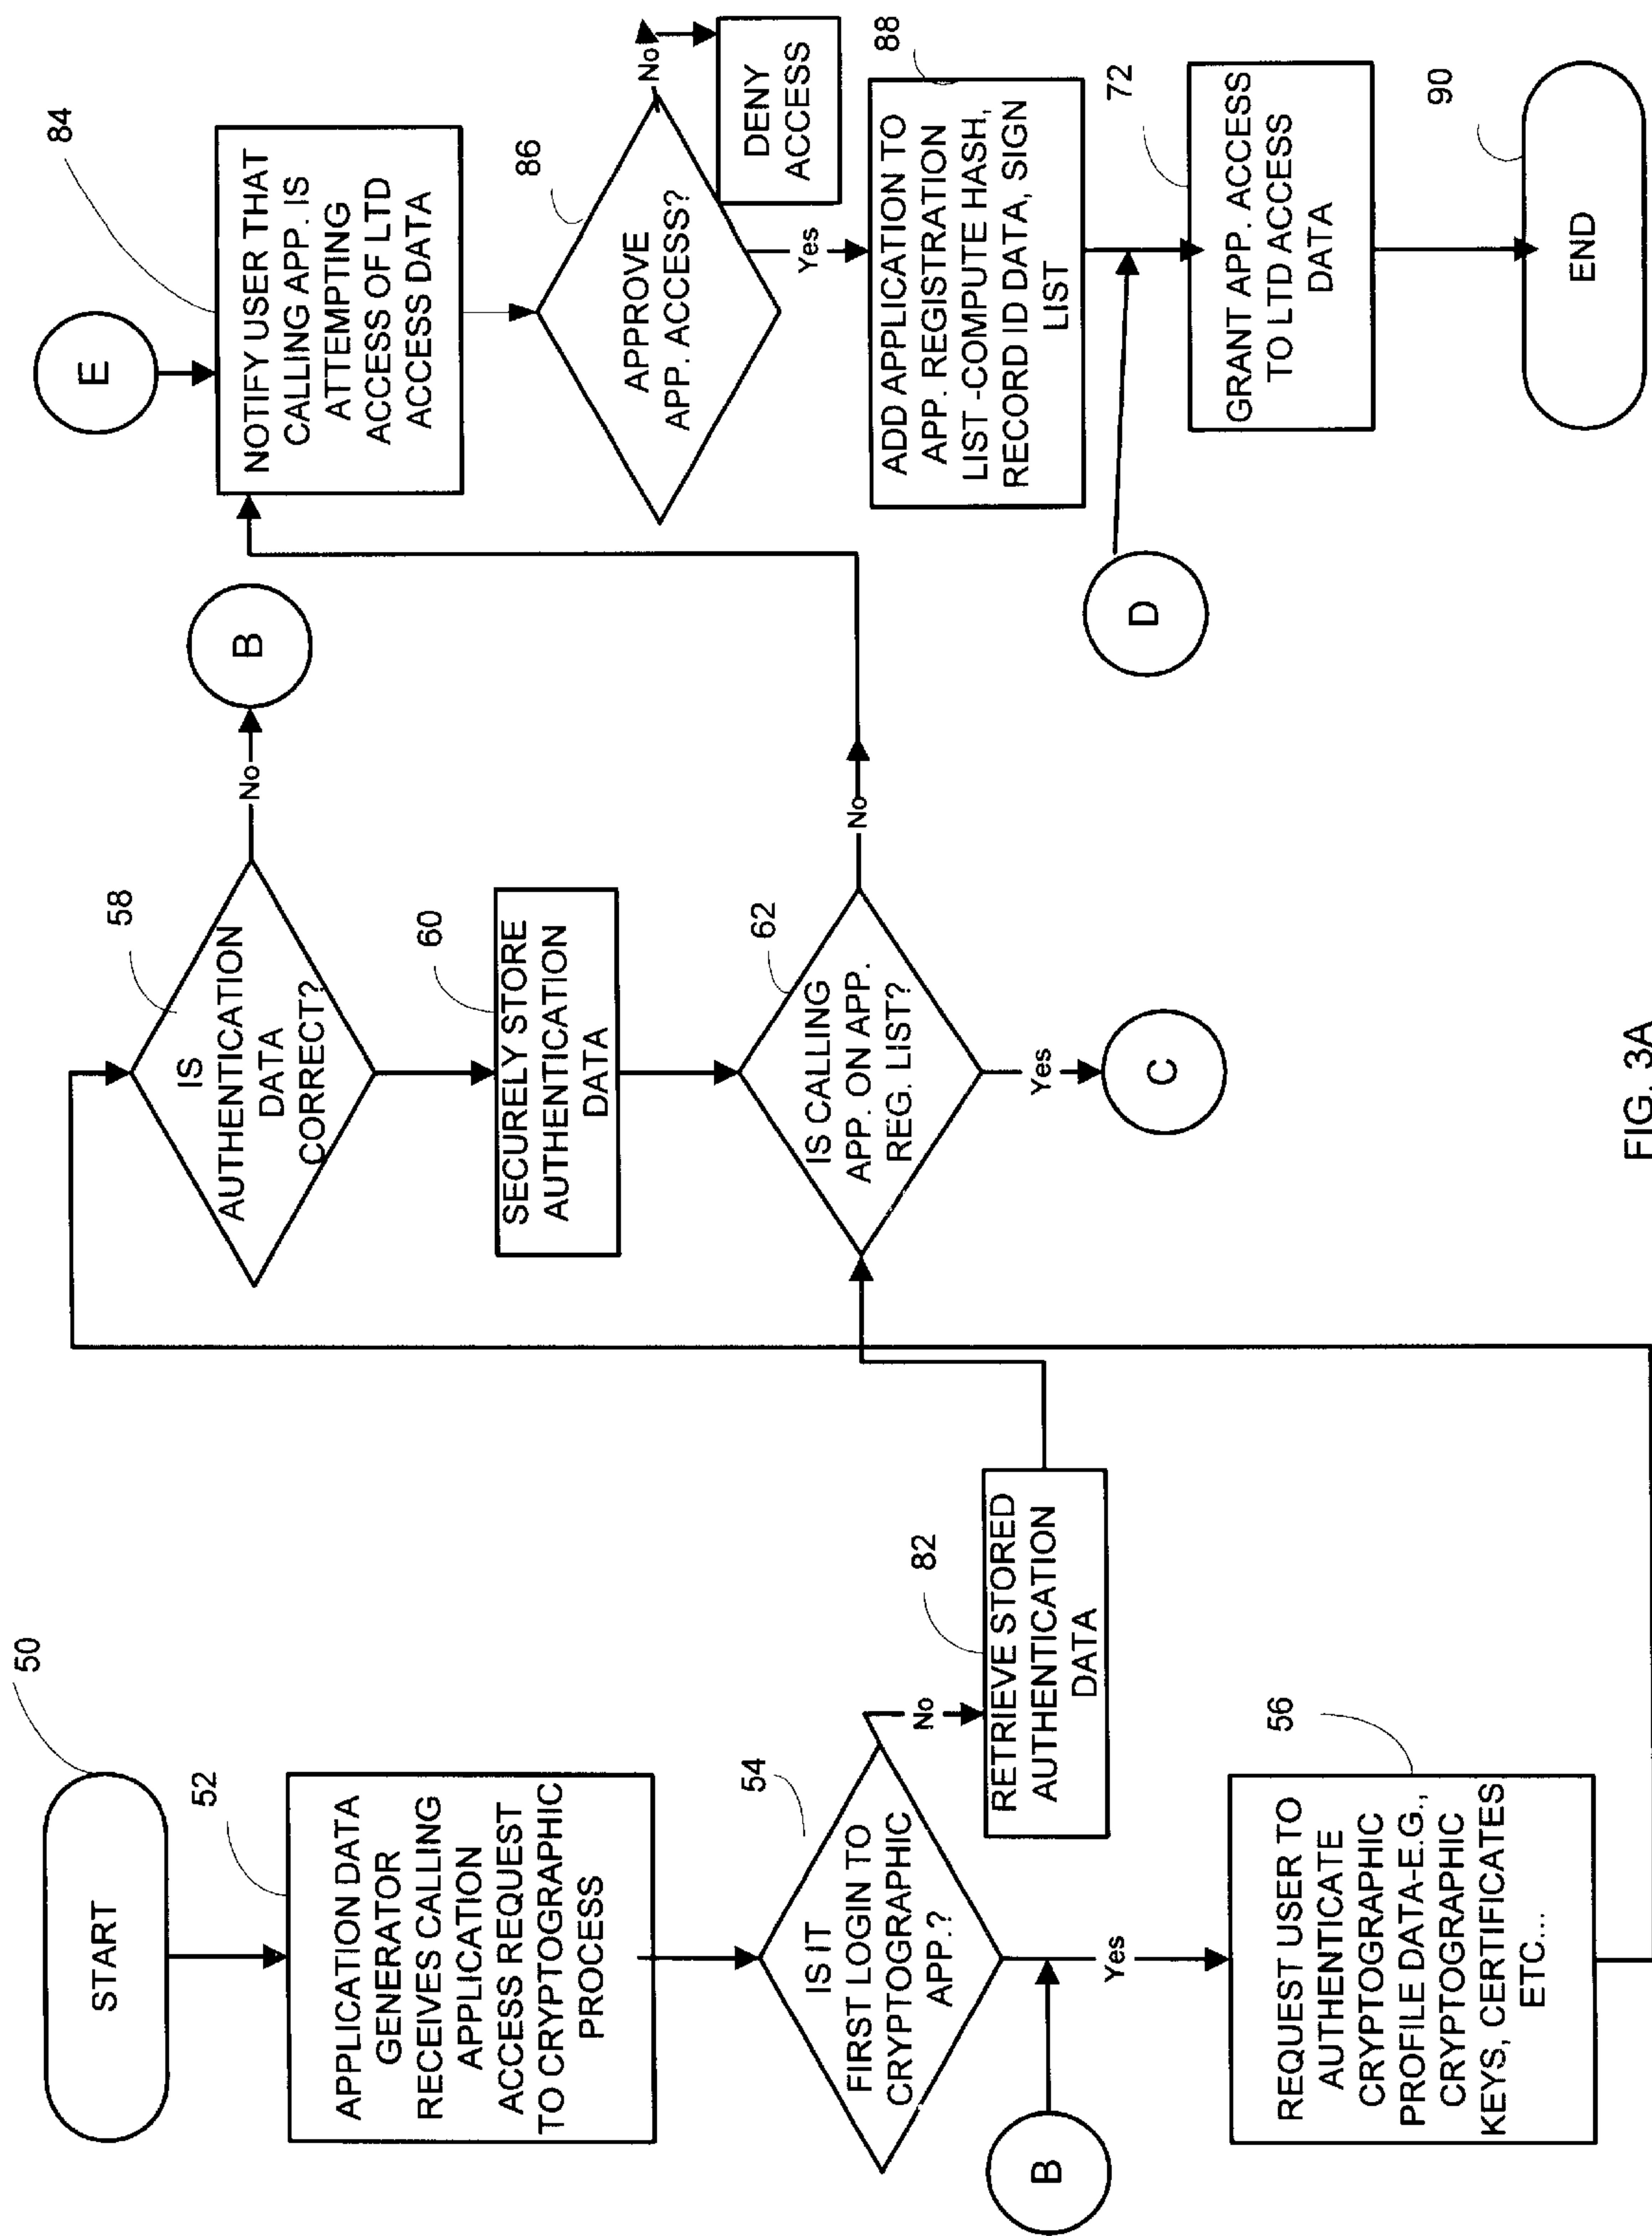 50
START
52
APPLICATION DATA
GENERATOR
RECEIVES CALLING
APPLICATION
ACCESS REQUEST
TO CRYPTOGRAPHIC
PROCESS
54
IS IT
FIRST LOGIN TO
CRYPTOGRAPHIC
APP.?
No
82
RETRIEVE STORED
AUTHENTICATION
DATA
B
Yes
56
REQUEST USER TO
AUTHENTICATE
CRYPTOGRAPHIC
PROFILE DATA-E.G.,
CRYPTOGRAPHIC
KEYS, CERTIFICATES
ETC...
58
IS
AUTHENTICATION
DATA
CORRECT?
No
B
60
SECURELY STORE
AUTHENTICATION
DATA
62
IS CALLING
APP. ON APP.
REG. LIST?
No
Yes
C
E
84
NOTIFY USER THAT
CALLING APP. IS
ATTEMPTING
ACCESS OF LTD
ACCESS DATA
86
APPROVE
APP. ACCESS?
No
DENY
ACCESS
Yes
88
ADD APPLICATION TO
APP. REGISTRATION
LIST -COMPUTE HASH,
RECORD ID DATA, SIGN
LIST
D
72
GRANT APP. ACCESS
TO LTD ACCESS
DATA
90
END
FIG. 3A